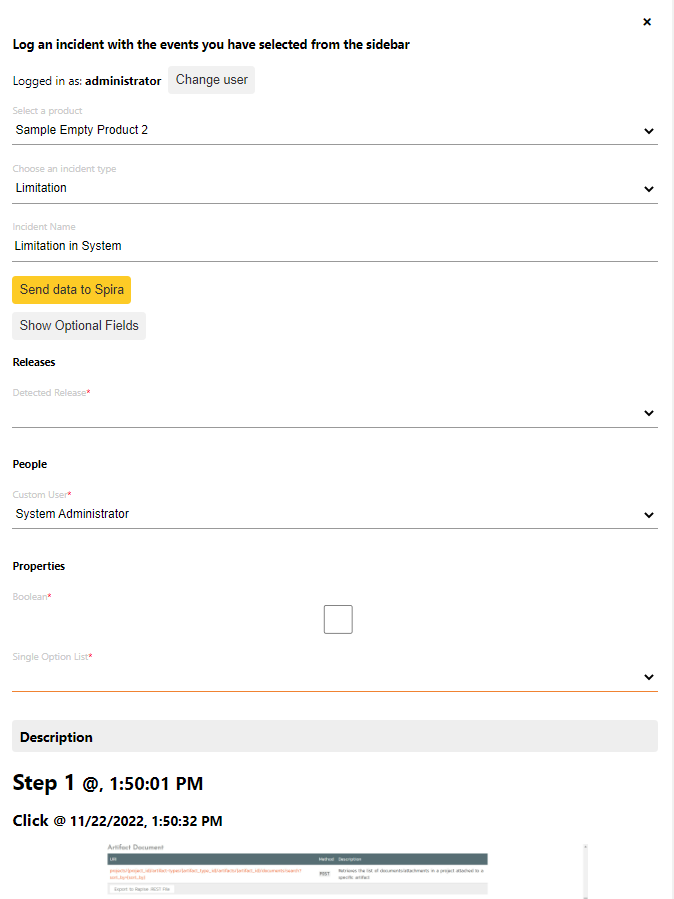 ×
Log an incident with the events you have selected from the sidebar
Logged in as: administrator Change user
Select a product
Sample Empty Product 2
Choose an incident type
Limitation
Incident Name
Limitation in System
Send data to Spira
Show Optional Fields
Releases
Detected Release*
People
Custom User*
System Administrator
Properties
Boolean*
Single Option List*
Description
Step 1 @, 1:50:01 PM
Click @ 11/22/2022, 1:50:32 PM
Artifact Document
Url Method Description
POST Retrieves the list of documents/attachments in a project attached to a
specific artifact
Export to Rapise REST File